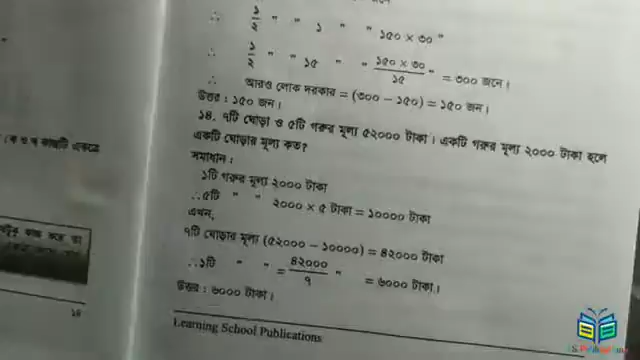 ∴ ১/২ " " ১ " " ১৫০ × ৩০ "
∴ ১/২ " " ১৫ " " ১৫০ × ৩০/১৫ " = ৩০০ জনে।
∴ আরও লোক দরকার = (৩০০ – ১৫০) = ১৫০ জন।
উত্তর : ১৫০ জন।
১৪. ৭টি ঘোড়া ও ৫টি গরুর মূল্য ৫২০০০ টাকা। একটি গরুর মূল্য ২০০০ টাকা হলে
একটি ঘোড়ার মূল্য কত?
সমাধান :
১টি গরুর মূল্য ২০০০ টাকা
∴ ৫টি " " ২০০০ × ৫ টাকা = ১০০০০ টাকা
এখন,
৭টি ঘোড়ার মূল্য (৫২০০০ – ১০০০০) = ৪২০০০ টাকা
∴ ১টি " " = ৪২০০০/৭ " = ৬০০০ টাকা।
উত্তর : ৬০০০ টাকা।
Learning School Publications
একত্রে
১৪